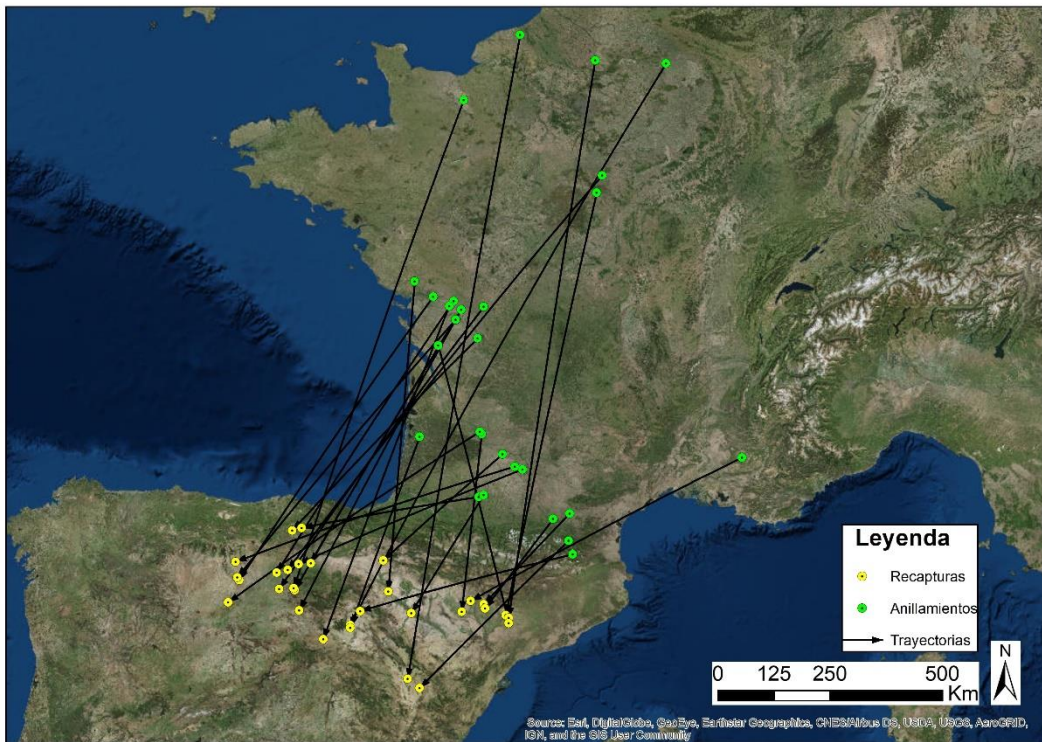 Leyenda
Recapturas
Anillamientos
Trayectorias
N
0 125 250 500
Km
Source: Esri, DigitalGlobe, GeoEye, Earthstar Geographics, CNES/Airbus DS, USDA, USGS, AeroGRID,
IGN, and the GIS User Community